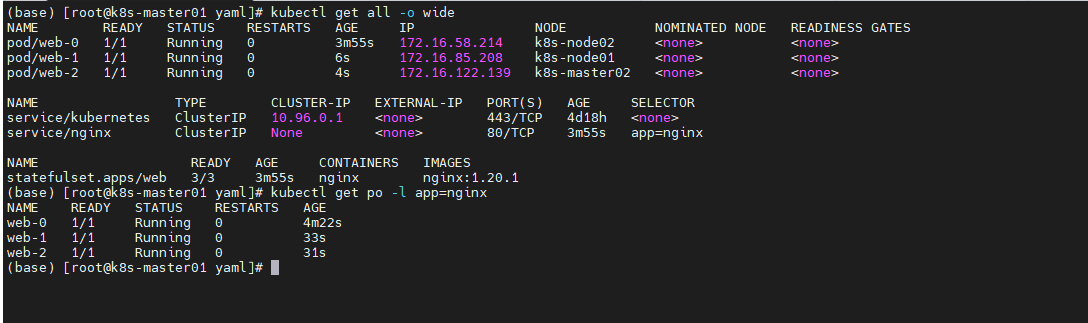 (base) [root@k8s-master01 yaml]# kubectl get all -o wide
NAME READY STATUS RESTARTS AGE IP NODE NOMINATED NODE READINESS GATES
pod/web-0 1/1 Running 0 3m55s 172.16.58.214 k8s-node02 <none> <none>
pod/web-1 1/1 Running 0 6s 172.16.85.208 k8s-node01 <none> <none>
pod/web-2 1/1 Running 0 4s 172.16.122.139 k8s-master02 <none> <none>
NAME TYPE CLUSTER-IP EXTERNAL-IP PORT(S) AGE SELECTOR
service/kubernetes ClusterIP 10.96.0.1 <none> 443/TCP 4d18h <none>
service/nginx ClusterIP None <none> 80/TCP 3m55s app=nginx
NAME READY AGE CONTAINERS IMAGES
statefulset.apps/web 3/3 3m55s nginx nginx:1.20.1
(base) [root@k8s-master01 yaml]# kubectl get po -l app=nginx
NAME READY STATUS RESTARTS AGE
web-0 1/1 Running 0 4m22s
web-1 1/1 Running 0 33s
web-2 1/1 Running 0 31s
(base) [root@k8s-master01 yaml]#